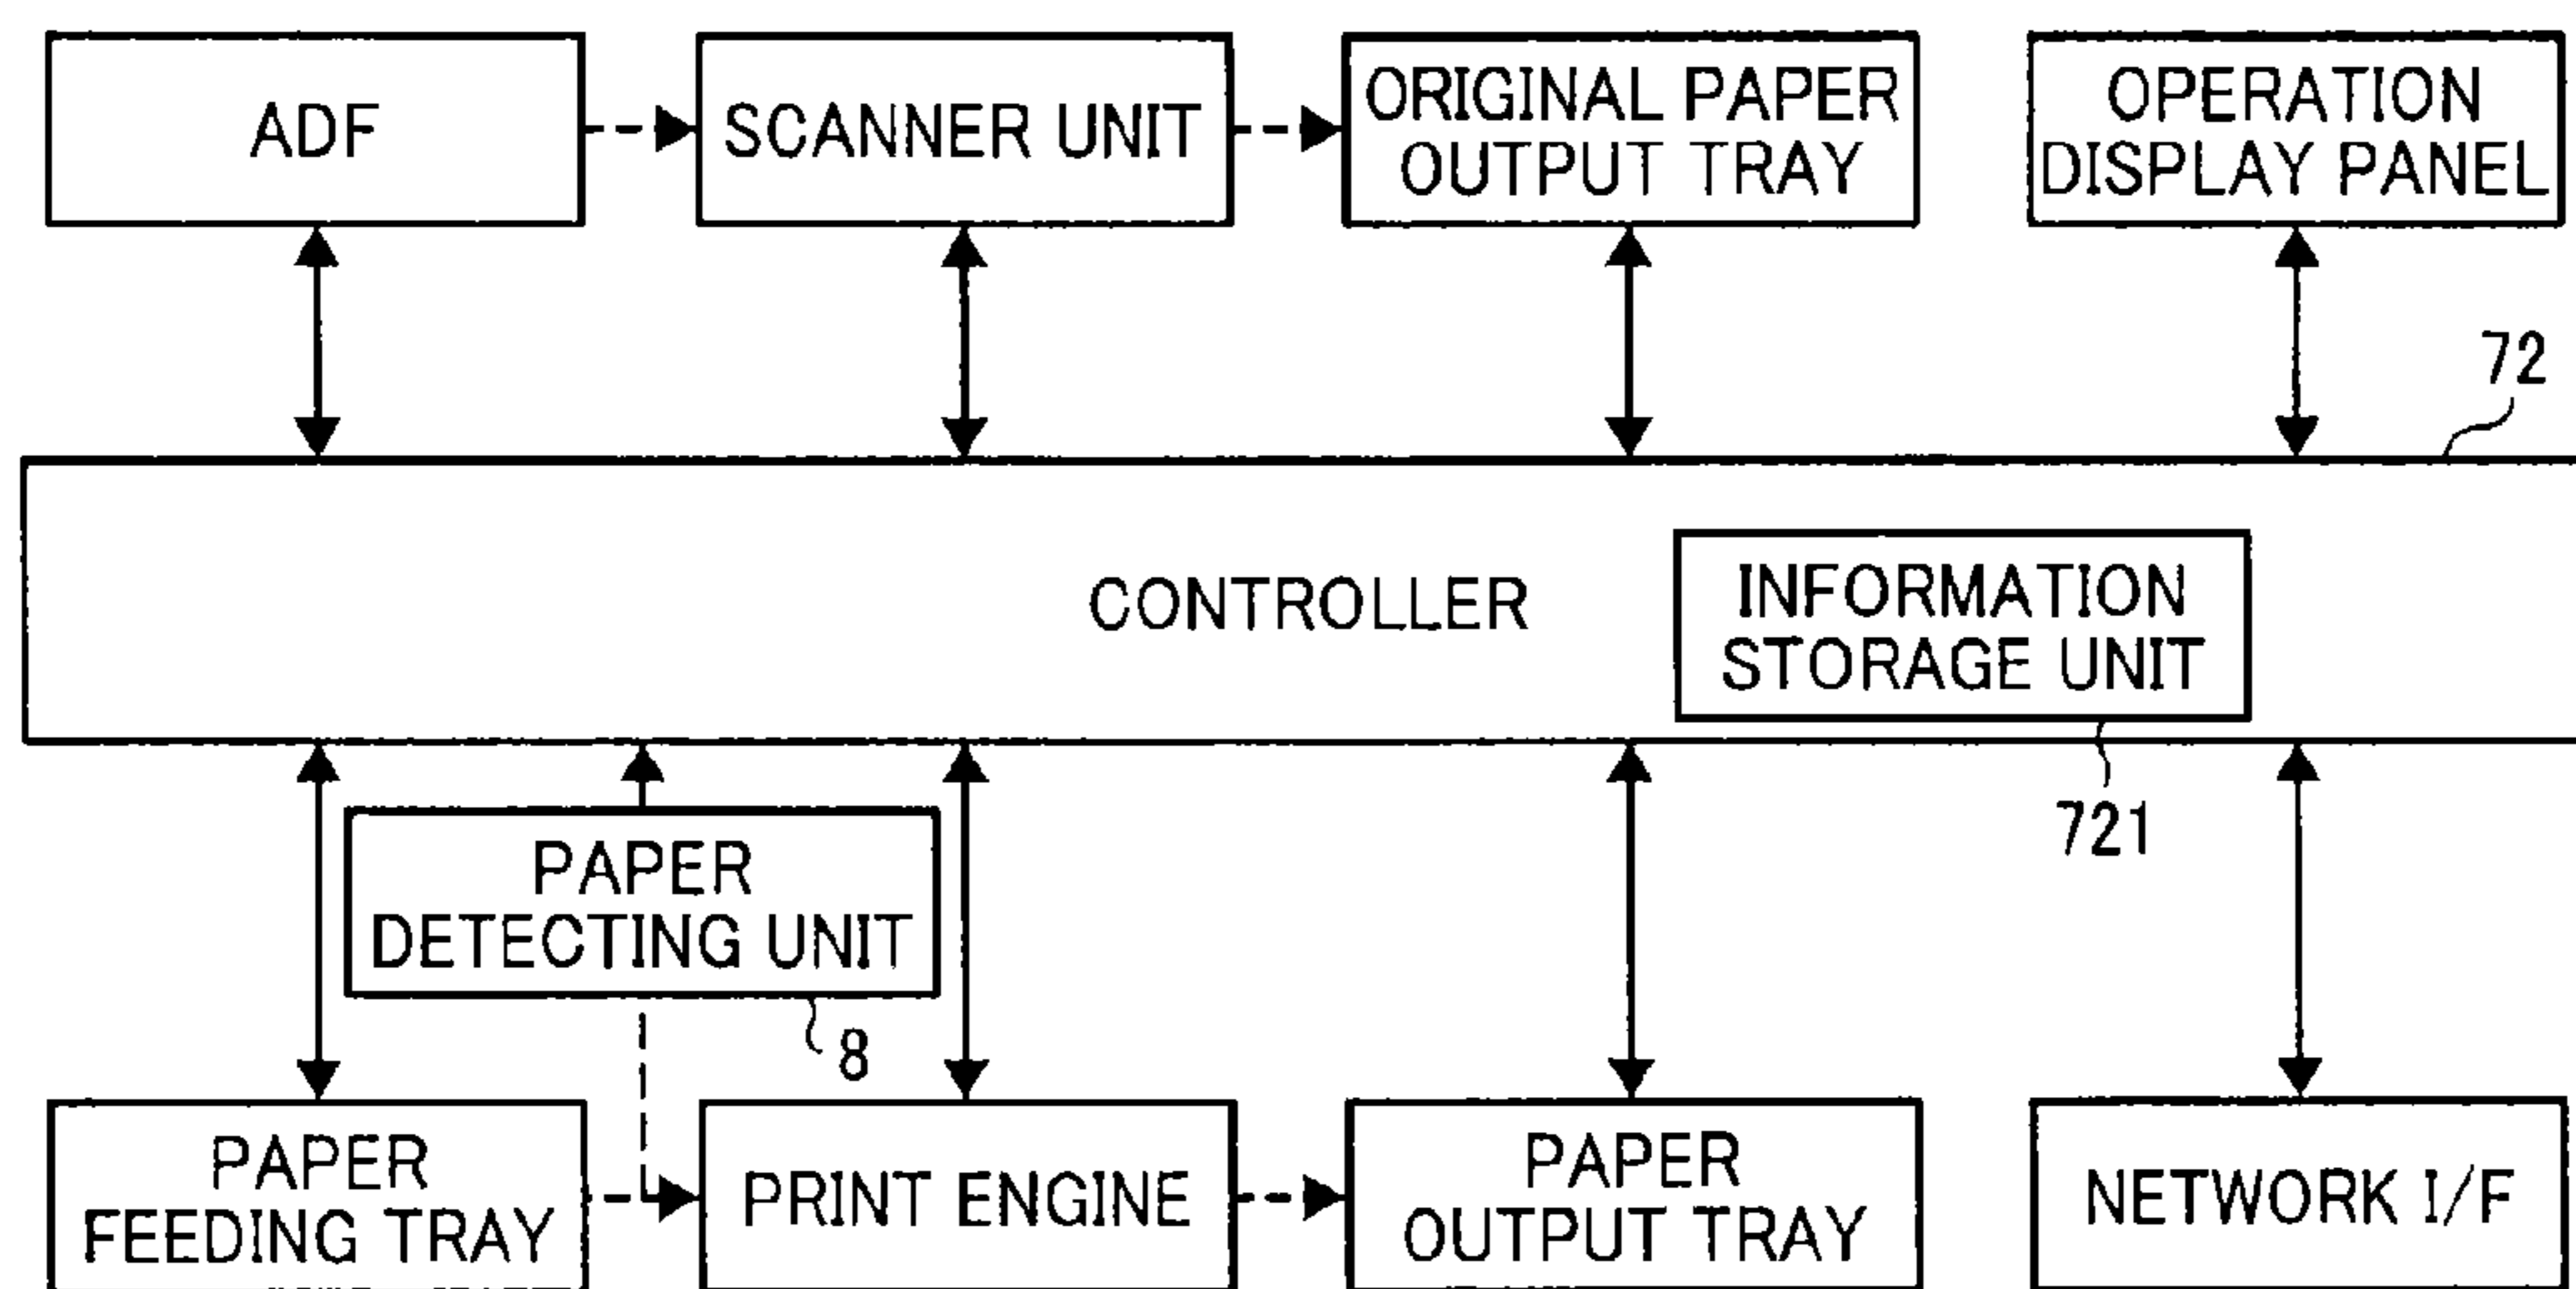 ADF
SCANNER UNIT
ORIGINAL PAPER
OUTPUT TRAY
OPERATION
DISPLAY PANEL
72
CONTROLLER
INFORMATION
STORAGE UNIT
721
PAPER
DETECTING UNIT
8
PAPER
FEEDING TRAY
PRINT ENGINE
PAPER
OUTPUT TRAY
NETWORK I/F